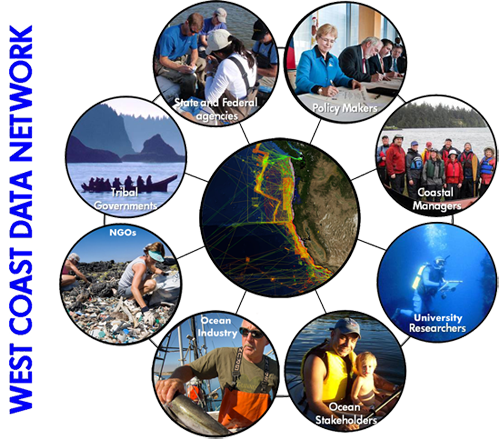 WEST COAST DATA NETWORK
State and Federal
agencies
Policy Makers
Tribal
Governments
Coastal
Managers
NGOs
University
Researchers
Ocean
Industry
Ocean
Stakeholders